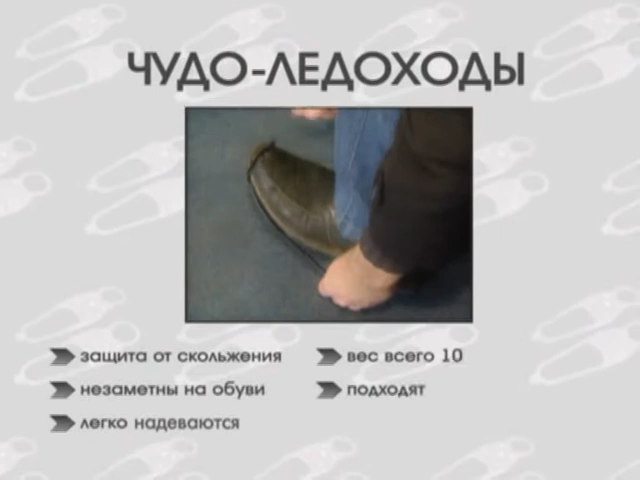 ЧУДО-ЛЕДОХОДЫ
защита от скольжения
незаметны на обуви
легко надеваются
вес всего 10
подходят